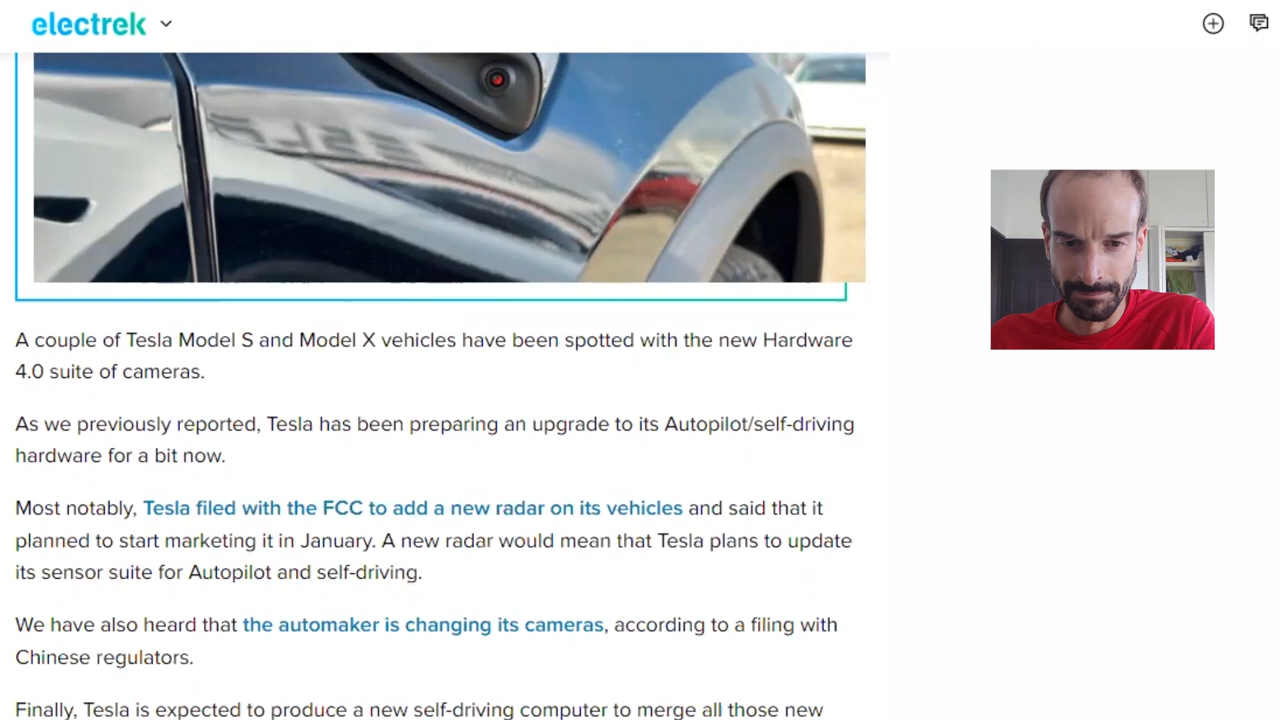 electrek
A couple of Tesla Model S and Model X vehicles have been spotted with the new Hardware
4.0 suite of cameras.
As we previously reported, Tesla has been preparing an upgrade to its Autopilot/self-driving
hardware for a bit now.
Most notably, Tesla filed with the FCC to add a new radar on its vehicles and said that it
planned to start marketing it in January. A new radar would mean that Tesla plans to update
its sensor suite for Autopilot and self-driving.
We have also heard that the automaker is changing its cameras, according to a filing with
Chinese regulators.
Finally, Tesla is expected to produce a new self-driving computer to merge all those new